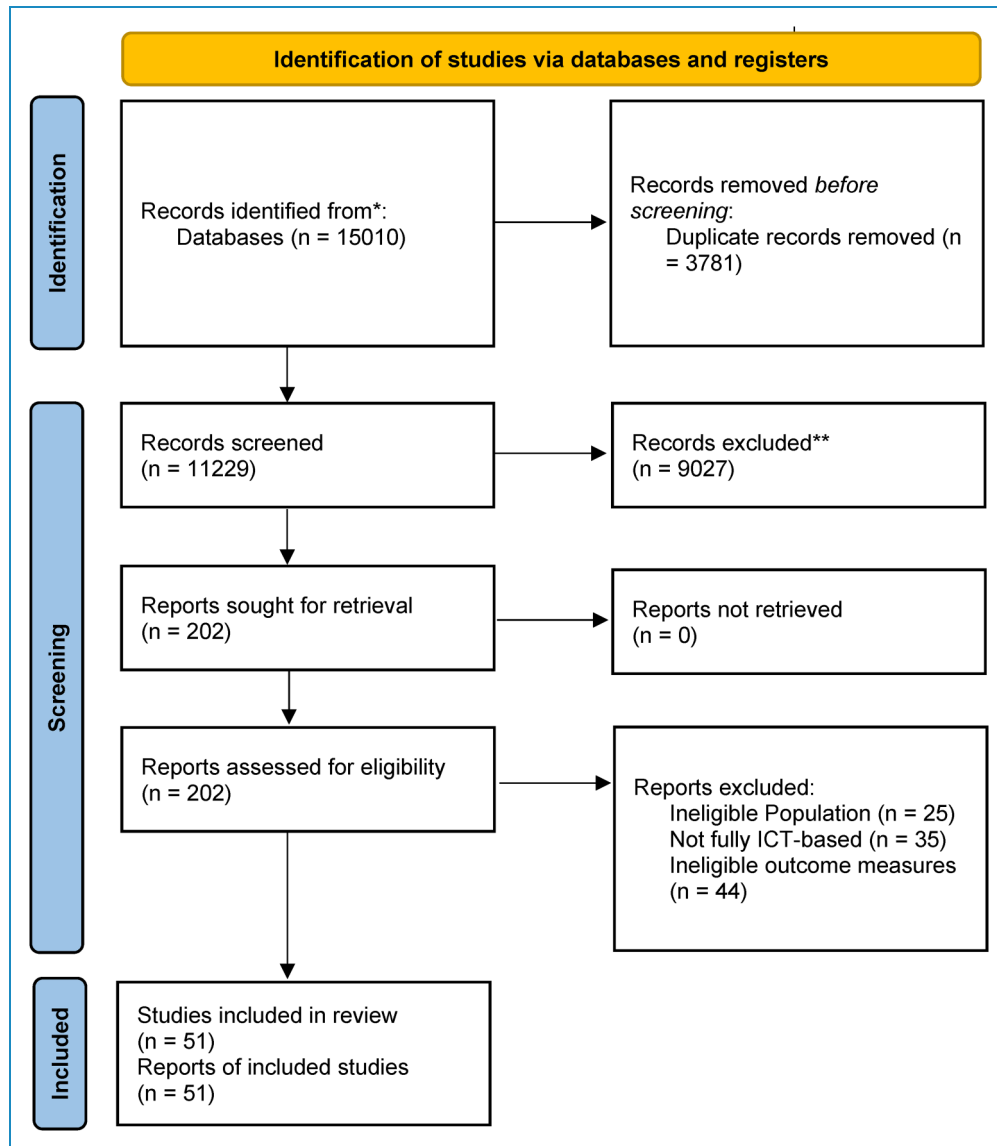 Identification of studies via databases and registers
Identification
Records identified from*:
Databases (n = 15010)
Records removed before
screening:
Duplicate records removed (n
= 3781)
Screening
Records screened
(n = 11229)
Records excluded**
(n = 9027)
Reports sought for retrieval
(n = 202)
Reports not retrieved
(n = 0)
Reports assessed for eligibility
(n = 202)
Reports excluded:
Ineligible Population (n = 25)
Not fully ICT-based (n = 35)
Ineligible outcome measures
(n = 44)
Included
Studies included in review
(n = 51)
Reports of included studies
(n = 51)